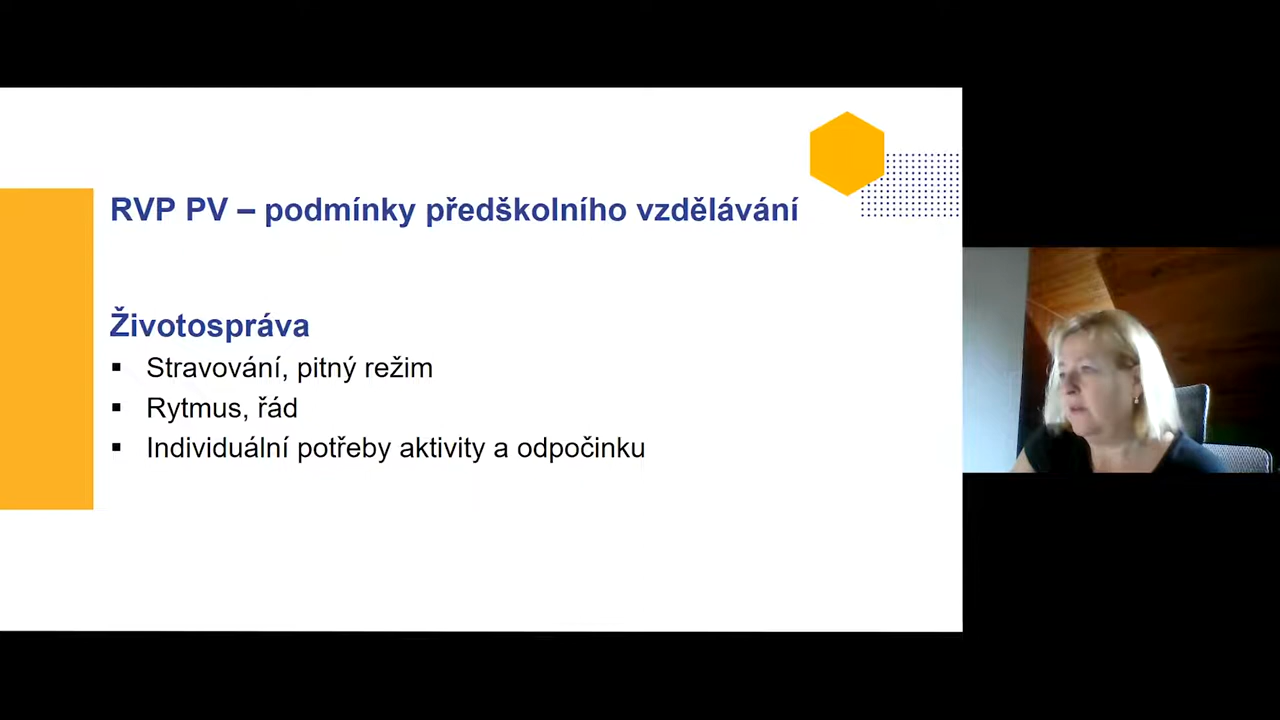 RVP PV – podmínky předškolního vzdělávání
Životospráva
▪ Stravování, pitný režim
▪ Rytmus, řád
▪ Individuální potřeby aktivity a odpočinku